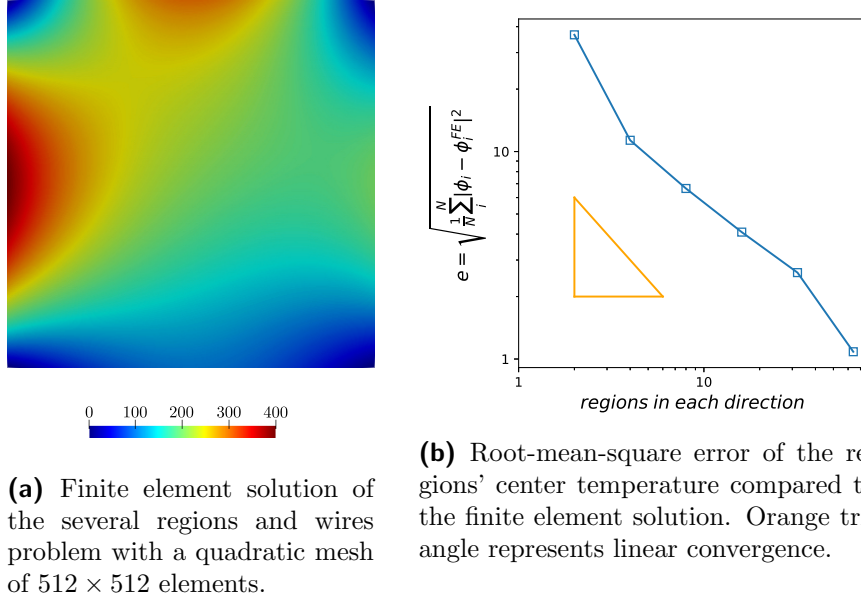 0 100 200 300 400
(a) Finite element solution of
the several regions and wires
problem with a quadratic mesh
of 512 × 512 elements.
e = √(1/N ∑_i^N |ϕ_i − ϕ_i^{FE}|²)
10
1
1 10
regions in each direction
(b) Root-mean-square error of the re
gions' center temperature compared t
the finite element solution. Orange tr
angle represents linear convergence.